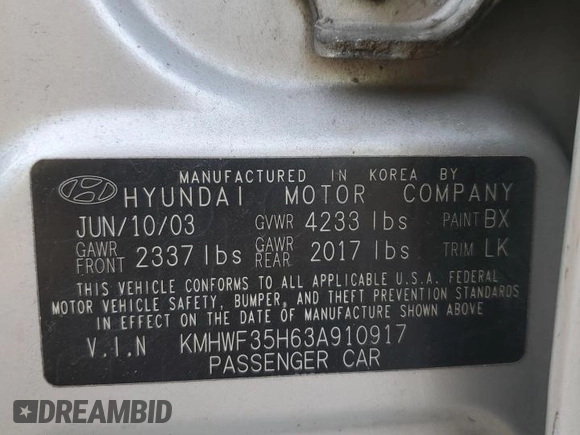 MANUFACTURED IN KOREA BY
HYUNDAI MOTOR COMPANY
JUN/10/03 GVWR 4233 lbs PAINT BX
GAWR FRONT 2337 lbs GAWR REAR 2017 lbs TRIM LK
THIS VEHICLE CONFORMS TO ALL APPLICABLE U.S.A. FEDERAL
MOTOR VEHICLE SAFETY, BUMPER, AND THEFT PREVENTION STANDARDS
IN EFFECT ON THE DATE OF MANUFACTURE SHOWN ABOVE
V.I.N KMHWF35H63A910917
PASSENGER CAR
DREAMBID